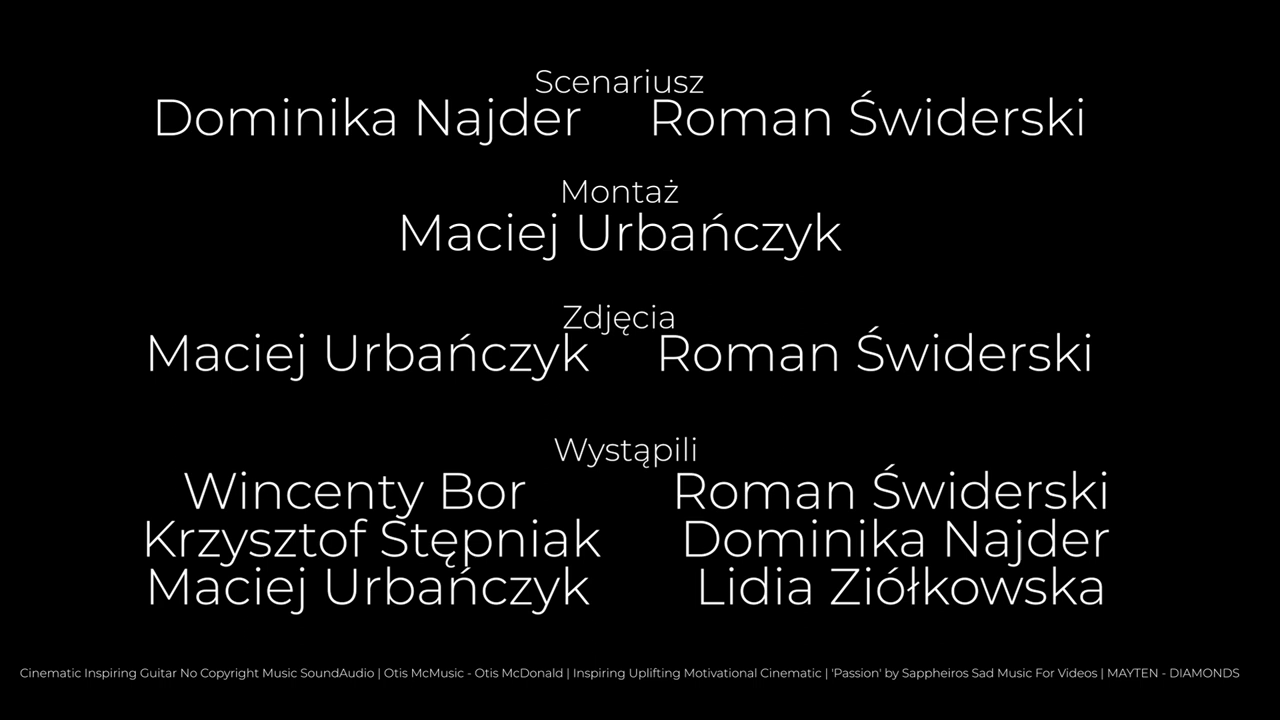 Scenariusz
Dominika Najder Roman Świderski
Montaż
Maciej Urbańczyk
Zdjęcia
Maciej Urbańczyk Roman Świderski
Wystąpili
Wincenty Bor Roman Świderski
Krzysztof Stępniak Dominika Najder
Maciej Urbańczyk Lidia Ziółkowska
Cinematic Inspiring Guitar No Copyright Music SoundAudio | Otis McMusic - Otis McDonald | Inspiring Uplifting Motivational Cinematic | 'Passion' by Sappheiros Sad Music For Videos | MAYTEN - DIAMONDS